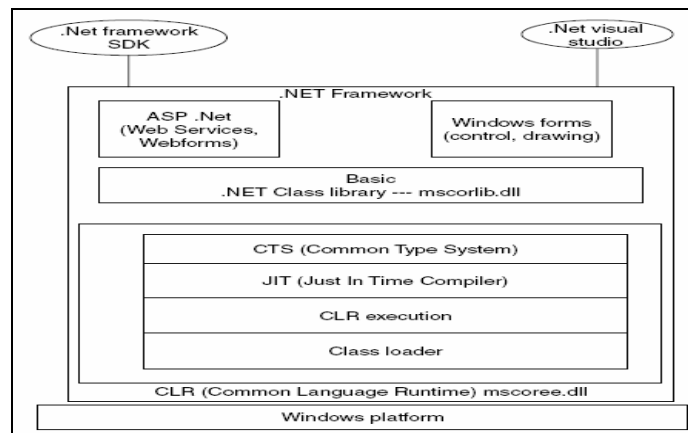 .Net framework
SDK
.Net visual
studio
.NET Framework
ASP .Net
(Web Services,
Webforms)
Windows forms
(control, drawing)
Basic
.NET Class library --- mscorlib.dll
CTS (Common Type System)
JIT (Just In Time Compiler)
CLR execution
Class loader
CLR (Common Language Runtime) mscoree.dll
Windows platform